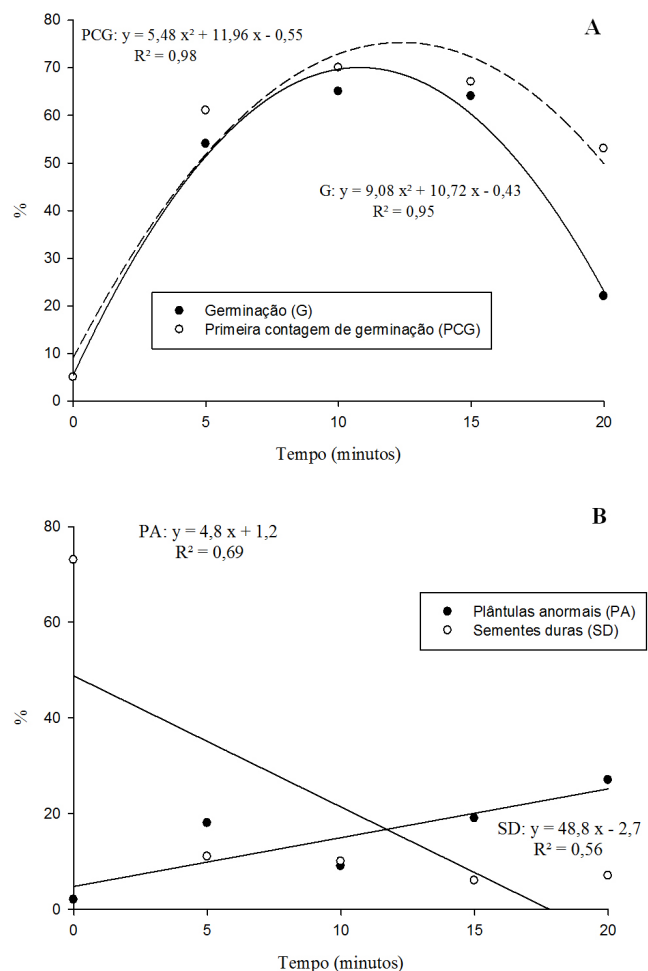 A
PCG: y = 5,48 x² + 11,96 x - 0,55
R² = 0,98
80
70
60
50
40
30
20
10
0
%
G: y = 9,08 x² + 10,72 x - 0,43
R² = 0,95
Germinação (G)
Primeira contagem de germinação (PCG)
0 5 10 15 20
Tempo (minutos)
B
PA: y = 4,8 x + 1,2
R² = 0,69
80
60
40
20
0
%
Plântulas anormais (PA)
Sementes duras (SD)
SD: y = 48,8 x - 2,7
R² = 0,56
0 5 10 15 20
Tempo (minutos)